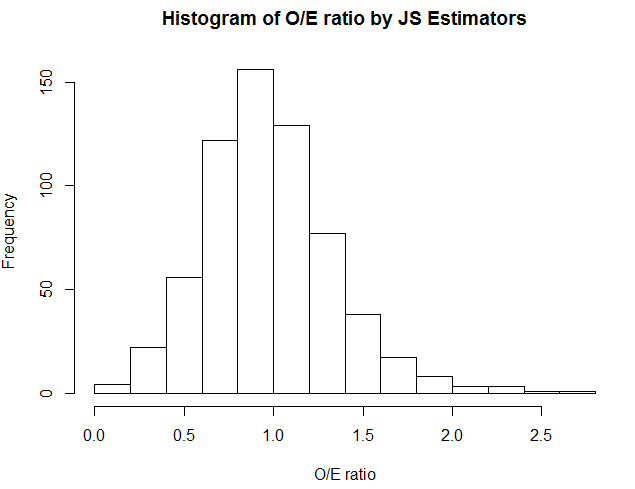 Histogram of O/E ratio by JS Estimators
Frequency
150
100
50
0
0.0 0.5 1.0 1.5 2.0 2.5
O/E ratio